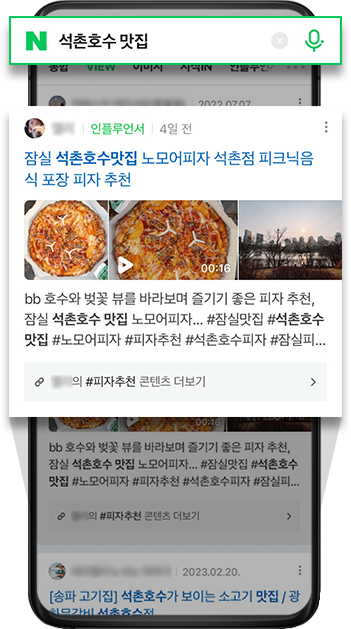 N 석촌호수 맛집
통합 VIEW 이미지 지식iN 인플루언서 •••
2022.07.07.
인플루언서 | 4일 전
잠실 석촌호수맛집 노모어피자 석촌점 피크닉음
식 포장 피자 추천
00:16
bb 호수와 벚꽃 뷰를 바라보며 즐기기 좋은 피자 추천,
잠실 석촌호수 맛집 노모어피자... #잠실맛집 #석촌호수
맛집 #노모어피자 #피자추천 #석촌호수피자 #잠실피...
의 #피자추천 콘텐츠 더보기
00:16
bb 호수와 벚꽃 뷰를 바라보며 즐기기 좋은 피자 추천,
잠실 석촌호수 맛집 노모어피자... #잠실맛집 #석촌호수
맛집 #노모어피자 #피자추천 #석촌호수피자 #잠실피...
의 #피자추천 콘텐츠 더보기
2023.02.20.
[송파 고기집] 석촌호수가 보이는 소고기 맛집 / 광
석촌호수점